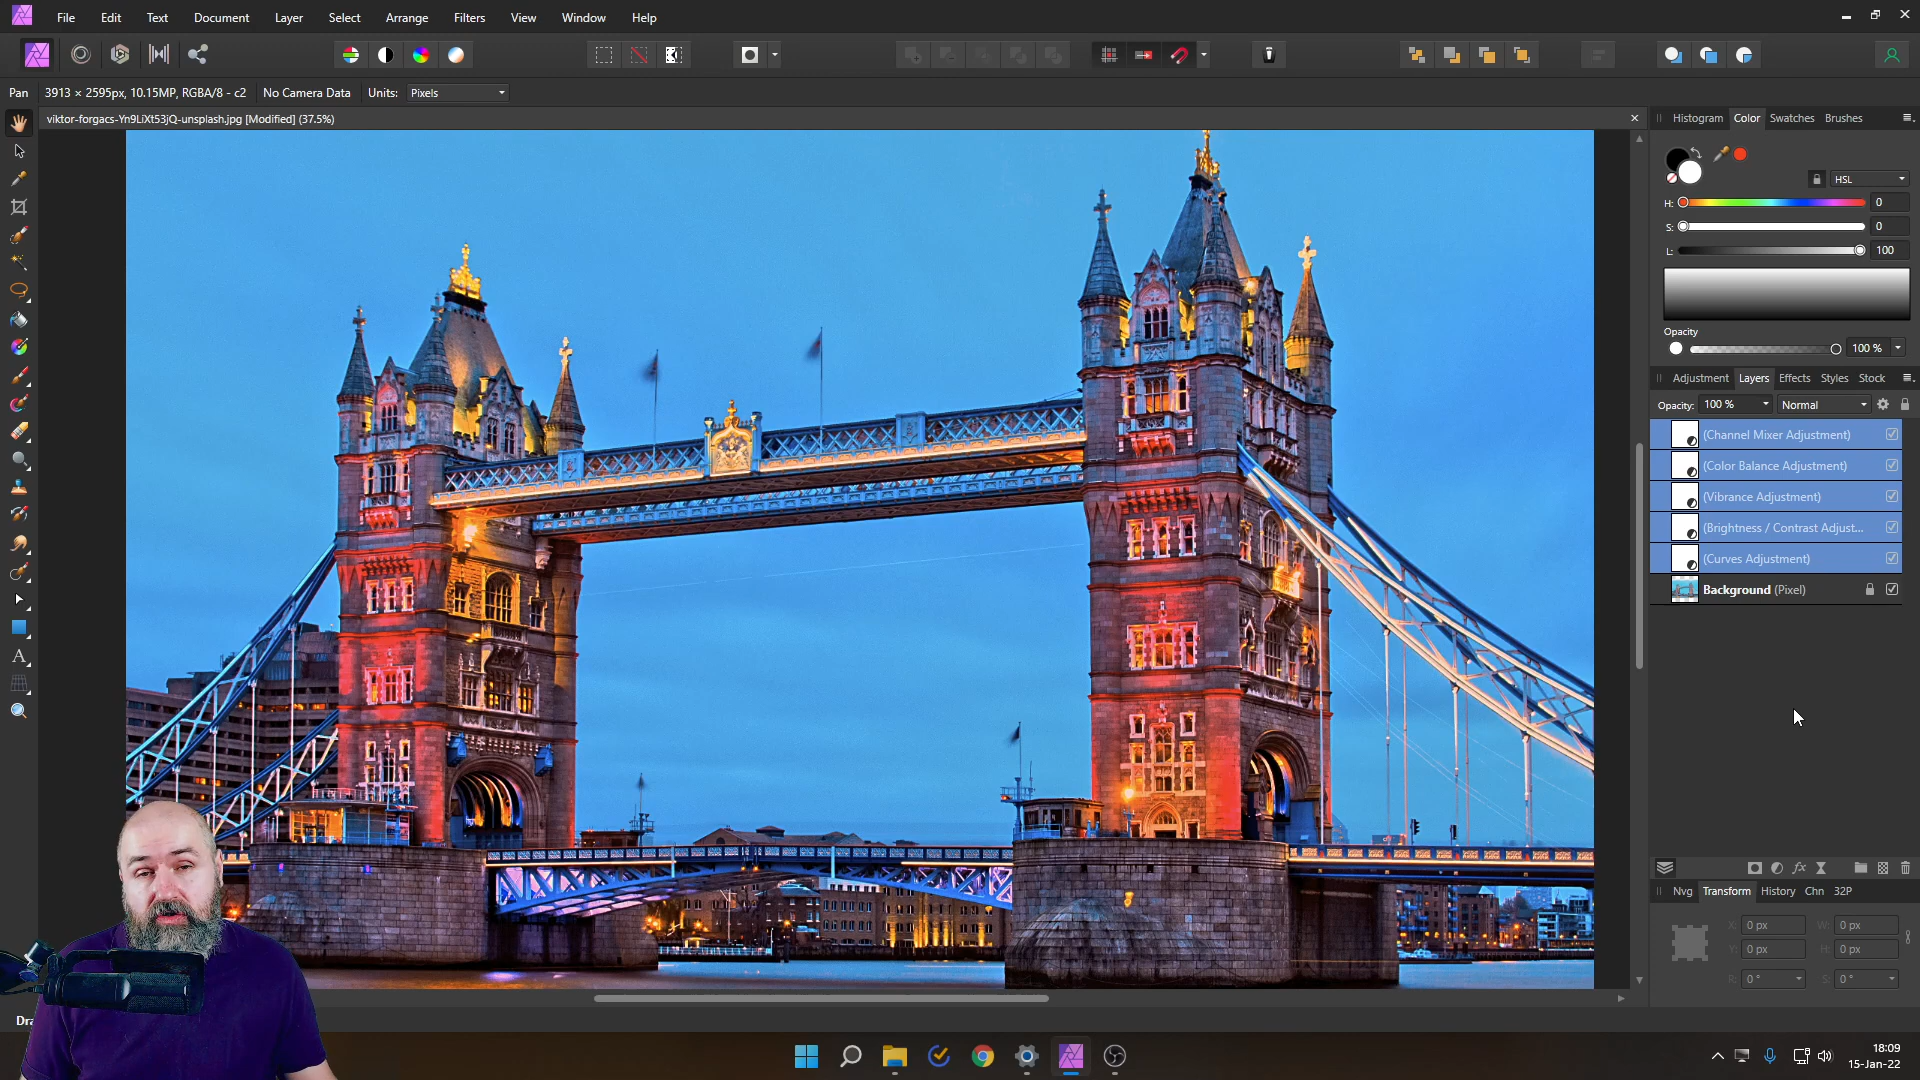 File Edit Text Document Layer Select Arrange Filters View Window Help
Pan 3913 × 2595px, 10.15MP, RGBA/8 - c2 No Camera Data Units: Pixels
viktor-forgacs-Yn9LiXt53jQ-unsplash.jpg [Modified] (37.5%)
Histogram Color Swatches Brushes
HSL
H: 0
S: 0
L: 100
Opacity
100 %
Adjustment Layers Effects Styles Stock
Opacity: 100 % Normal
(Channel Mixer Adjustment)
(Color Balance Adjustment)
(Vibrance Adjustment)
(Brightness / Contrast Adjust...
(Curves Adjustment)
Background (Pixel)
fx
Nvg Transform History Chn 32P
X: 0 px W: 0 px
Y: 0 px H: 0 px
R: 0 ° S: 0 °
Dra
18:09
15-Jan-22